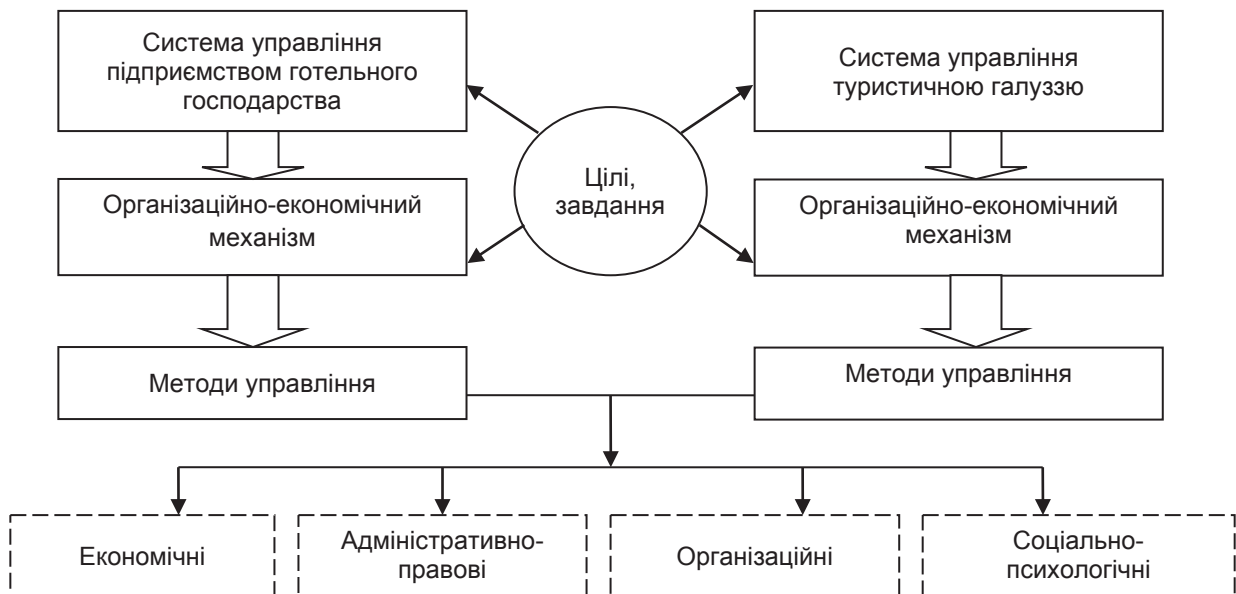 Система управління
підприємством готельного
господарства
Система управління
туристичною галуззю
Цілі,
завдання
Організаційно-економічний
механізм
Організаційно-економічний
механізм
Методи управління
Методи управління
Економічні
Адміністративно-
правові
Організаційні
Соціально-
психологічні